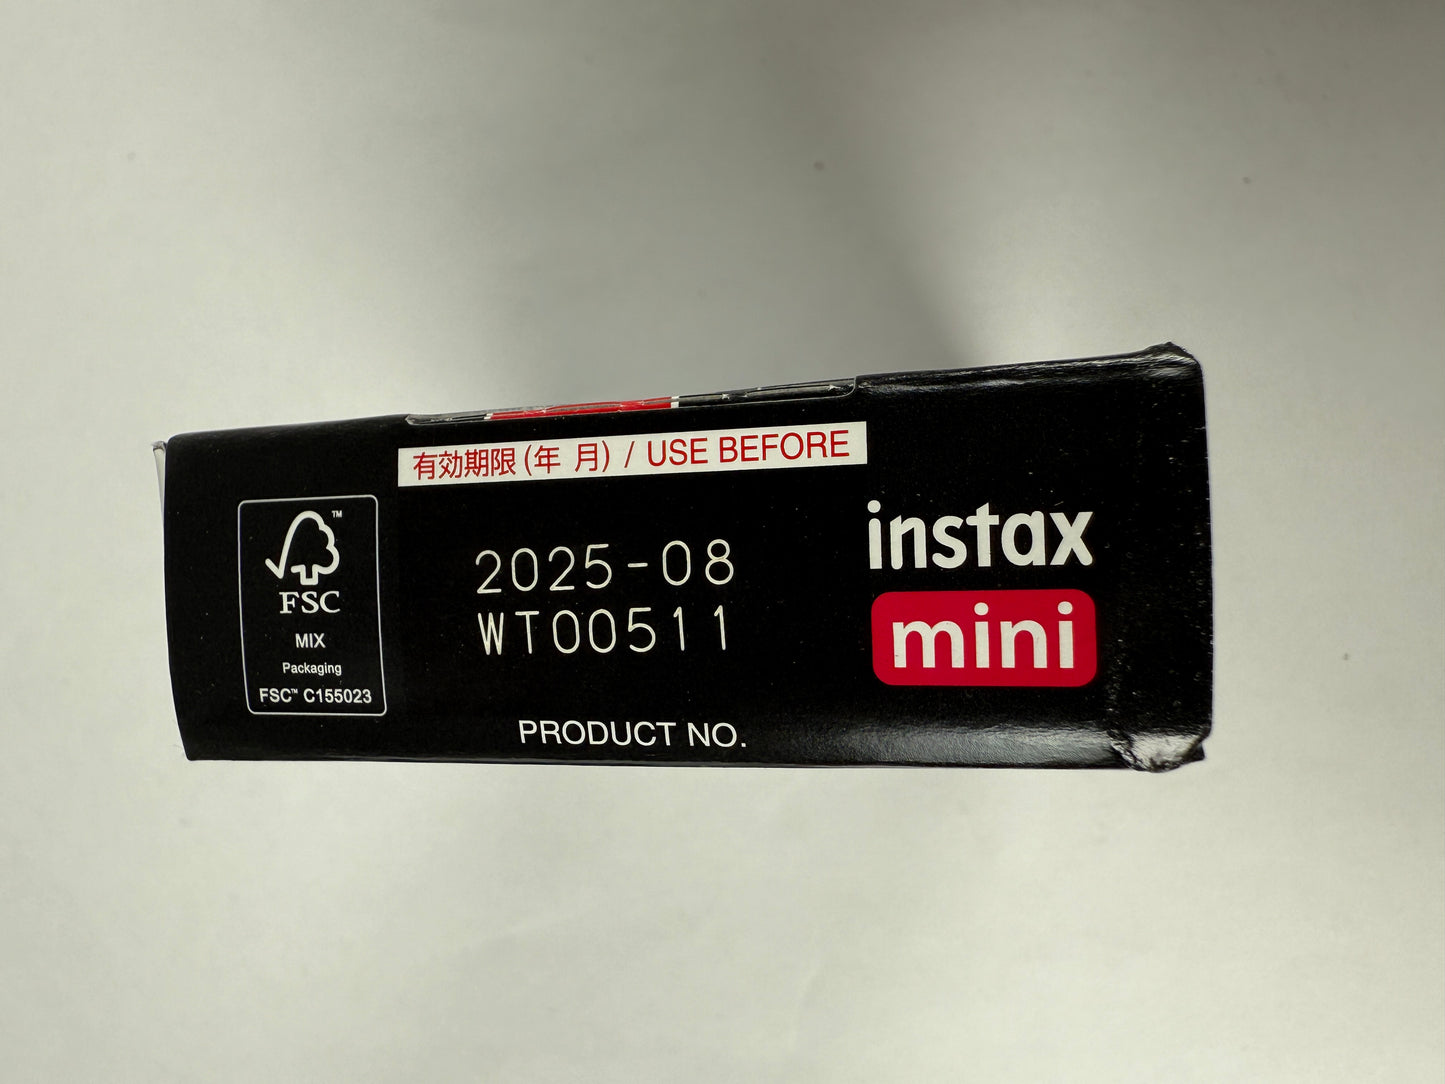 有効期限(年 月) / USE BEFORE
TM
FSC
MIX
Packaging
FSC™ C155023
2025-08
WT00511
PRODUCT NO.
instax
mini